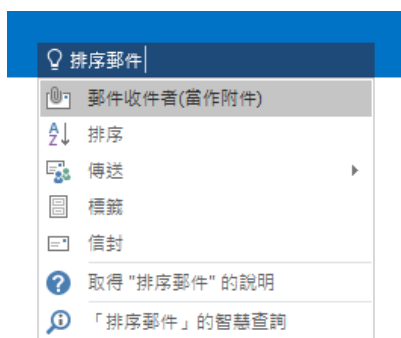 排序郵件
郵件收件者(當作附件)
排序
傳送
標籤
信封
取得 "排序郵件" 的說明
「排序郵件」的智慧查詢